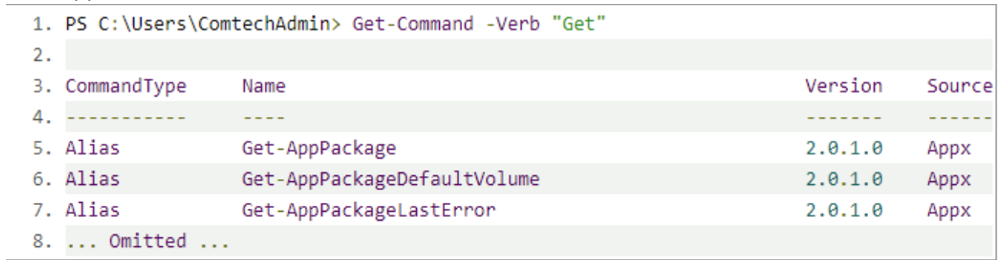 1. PS C:\Users\ComtechAdmin> Get-Command -Verb "Get"
2.
3. CommandType     Name                                               Version    Source
4. -----------     ----                                               -------    ------
5. Alias           Get-AppPackage                                     2.0.1.0    Appx
6. Alias           Get-AppPackageDefaultVolume                        2.0.1.0    Appx
7. Alias           Get-AppPackageLastError                            2.0.1.0    Appx
8. ... Omitted ...